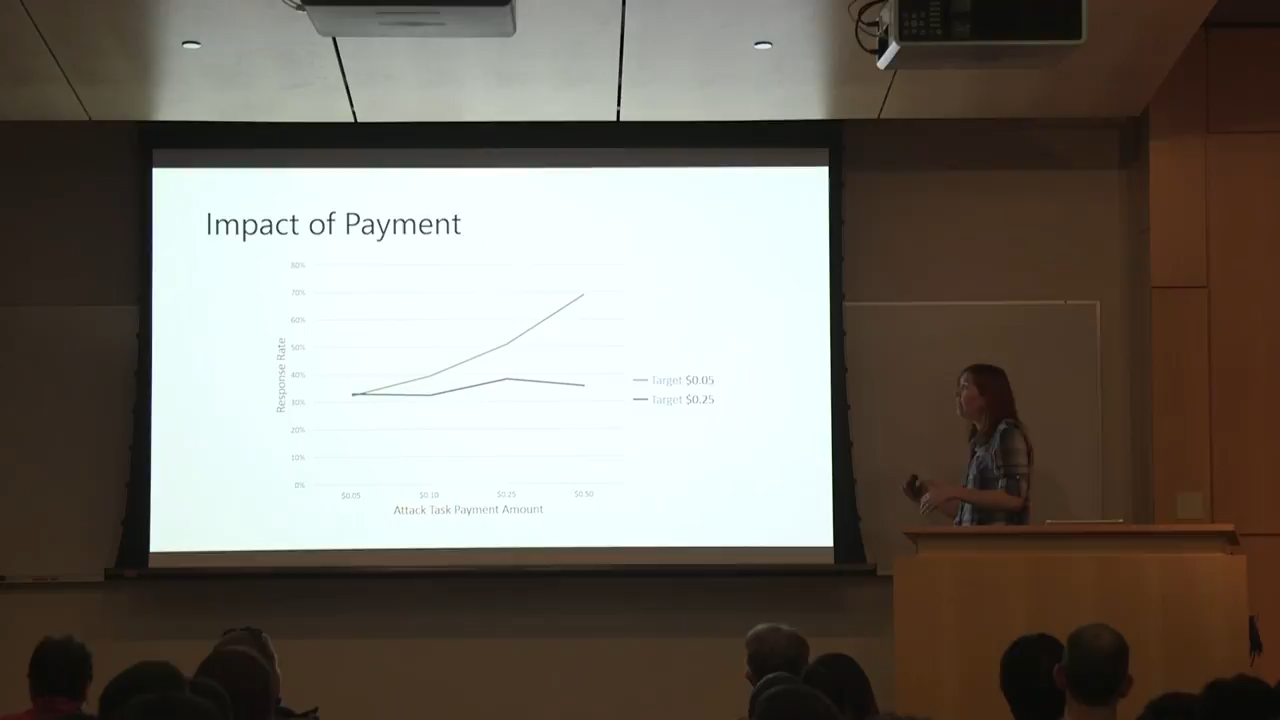 Impact of Payment
80%
70%
60%
50%
40%
30%
20%
10%
0%
Response Rate
$0.05
$0.10
$0.25
$0.50
Attack Task Payment Amount
Target $0.05
Target $0.25